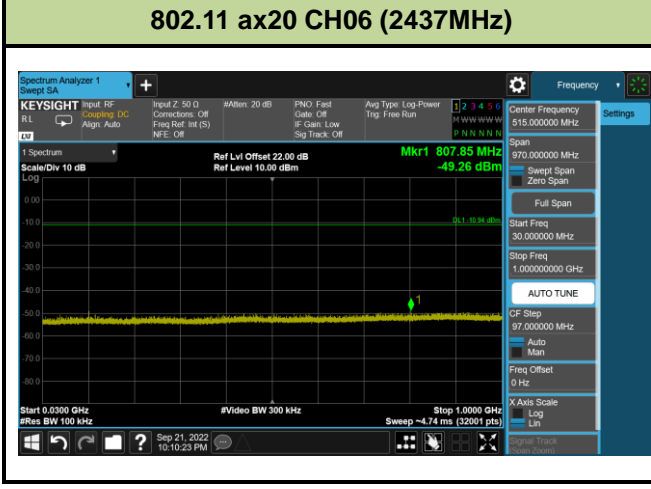 802.11 ax20 CH06 (2437MHz)
Spectrum Analyzer 1
Swept SA
+
Frequency
KEYSIGHT
RL
LXI
Input: RF
Coupling: DC
Align: Auto
Input Z: 50 Ω
Corrections: Off
Freq Ref: Int (S)
NFE: Off
#Atten: 20 dB
PNO: Fast
Gate: Off
IF Gain: Low
Sig Track: Off
Avg Type: Log-Power
Trig: Free Run
1 2 3 4 5 6
M W W W W W
P N N N N N
1 Spectrum
Scale/Div 10 dB
Log
Ref Lvl Offset 22.00 dB
Ref Level 10.00 dBm
Mkr1 807.85 MHz
-49.26 dBm
0.00
-10.0
-20.0
-30.0
-40.0
-50.0
-60.0
-70.0
-80.0
DL1 -10.94 dBm
1
Start 0.0300 GHz
#Res BW 100 kHz
#Video BW 300 kHz
Stop 1.0000 GHz
Sweep ~4.74 ms (32001 pts)
Sep 21, 2022
10:10:23 PM
?
Center Frequency
515.000000 MHz
Span
970.000000 MHz
Swept Span
Zero Span
Full Span
Start Freq
30.000000 MHz
Stop Freq
1.000000000 GHz
AUTO TUNE
CF Step
97.000000 MHz
Auto
Man
Freq Offset
0 Hz
X Axis Scale
Log
Lin
Signal Track
(Span Zoom)
Settings